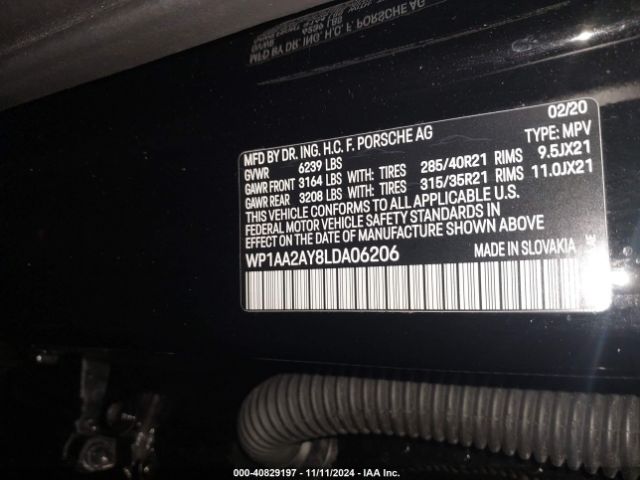 MFD BY DR. ING. H.C. F. PORSCHE AG
02/20
GVWR 6239 LBS TYPE: MPV
GAWR FRONT 3164 LBS WITH: TIRES 285/40R21 RIMS 9.5JX21
GAWR REAR 3208 LBS WITH: TIRES 315/35R21 RIMS 11.0JX21
THIS VEHICLE CONFORMS TO ALL APPLICABLE U.S.
FEDERAL MOTOR VEHICLE SAFETY STANDARDS IN
EFFECT ON THE DATE OF MANUFACTURE SHOWN ABOVE
WP1AA2AY8LDA06206 MADE IN SLOVAKIA
000-40829197 - 11/11/2024 - IAA Inc.